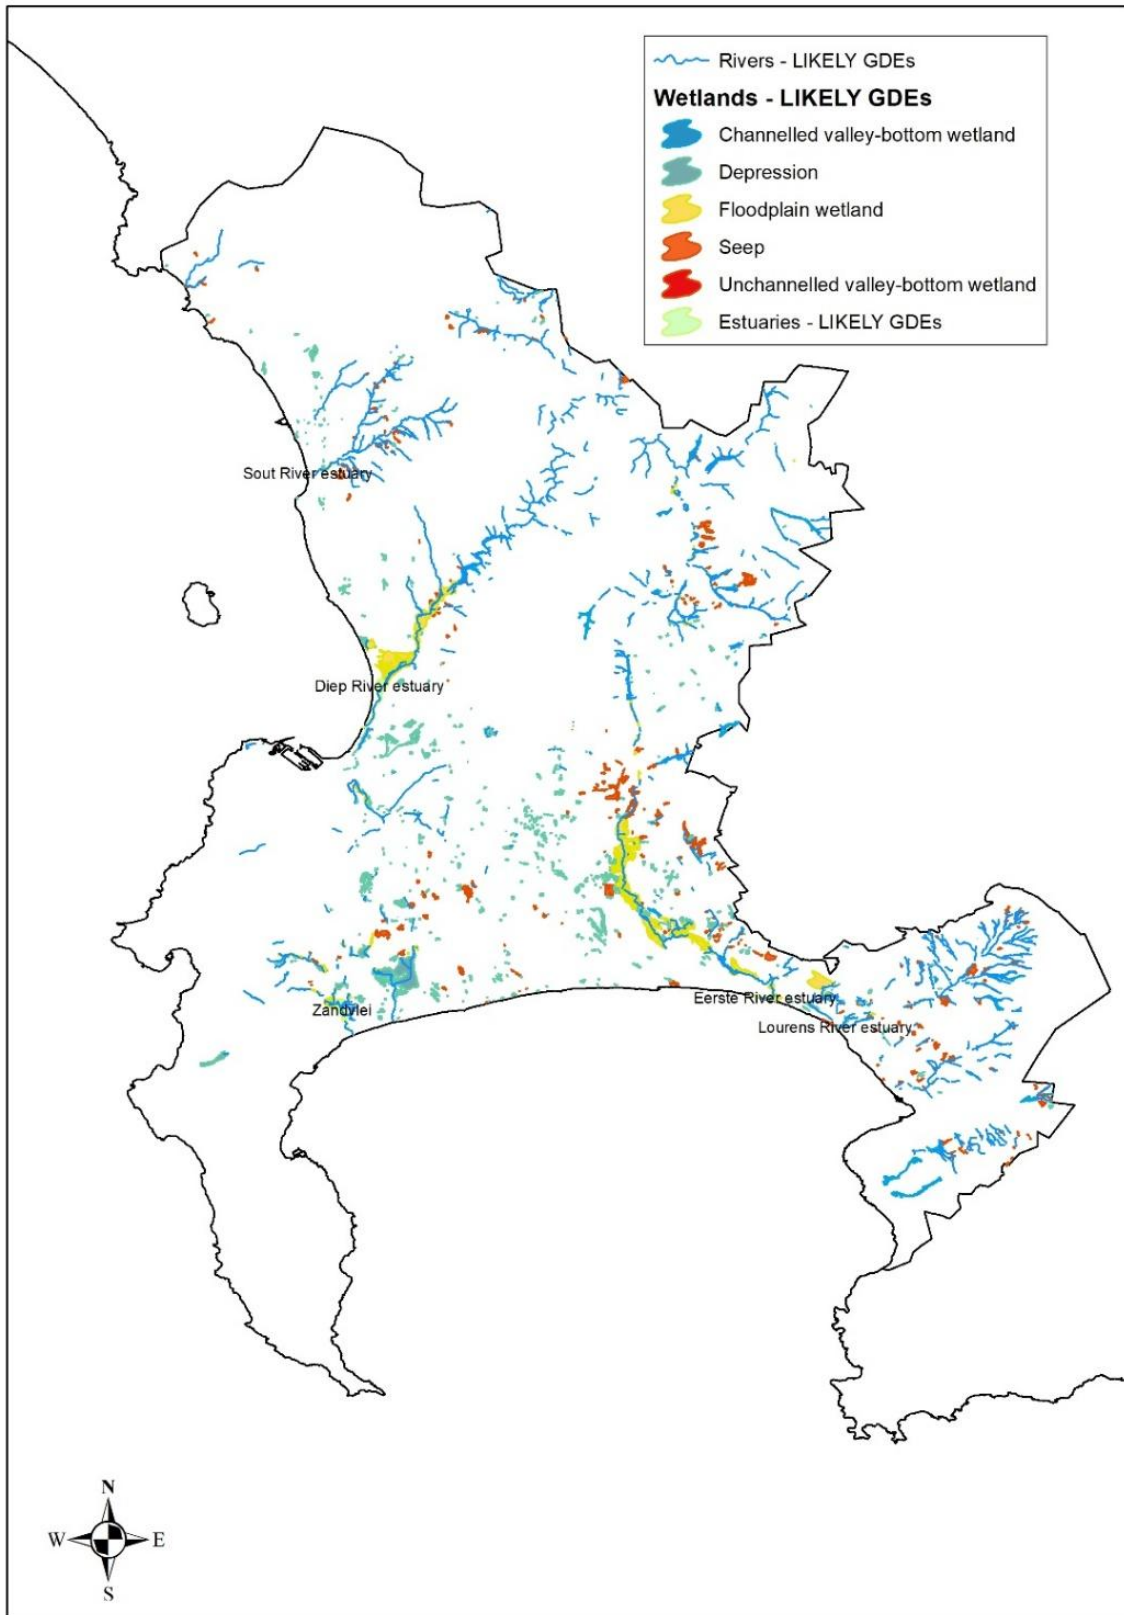 Rivers - LIKELY GDEs
Wetlands - LIKELY GDEs
Channelled valley-bottom wetland
Depression
Floodplain wetland
Seep
Unchannelled valley-bottom wetland
Estuaries - LIKELY GDEs
Sout River estuary
Diep River estuary
Eerste River estuary
Zandvlei
Lourens River estuary
N
W E
S